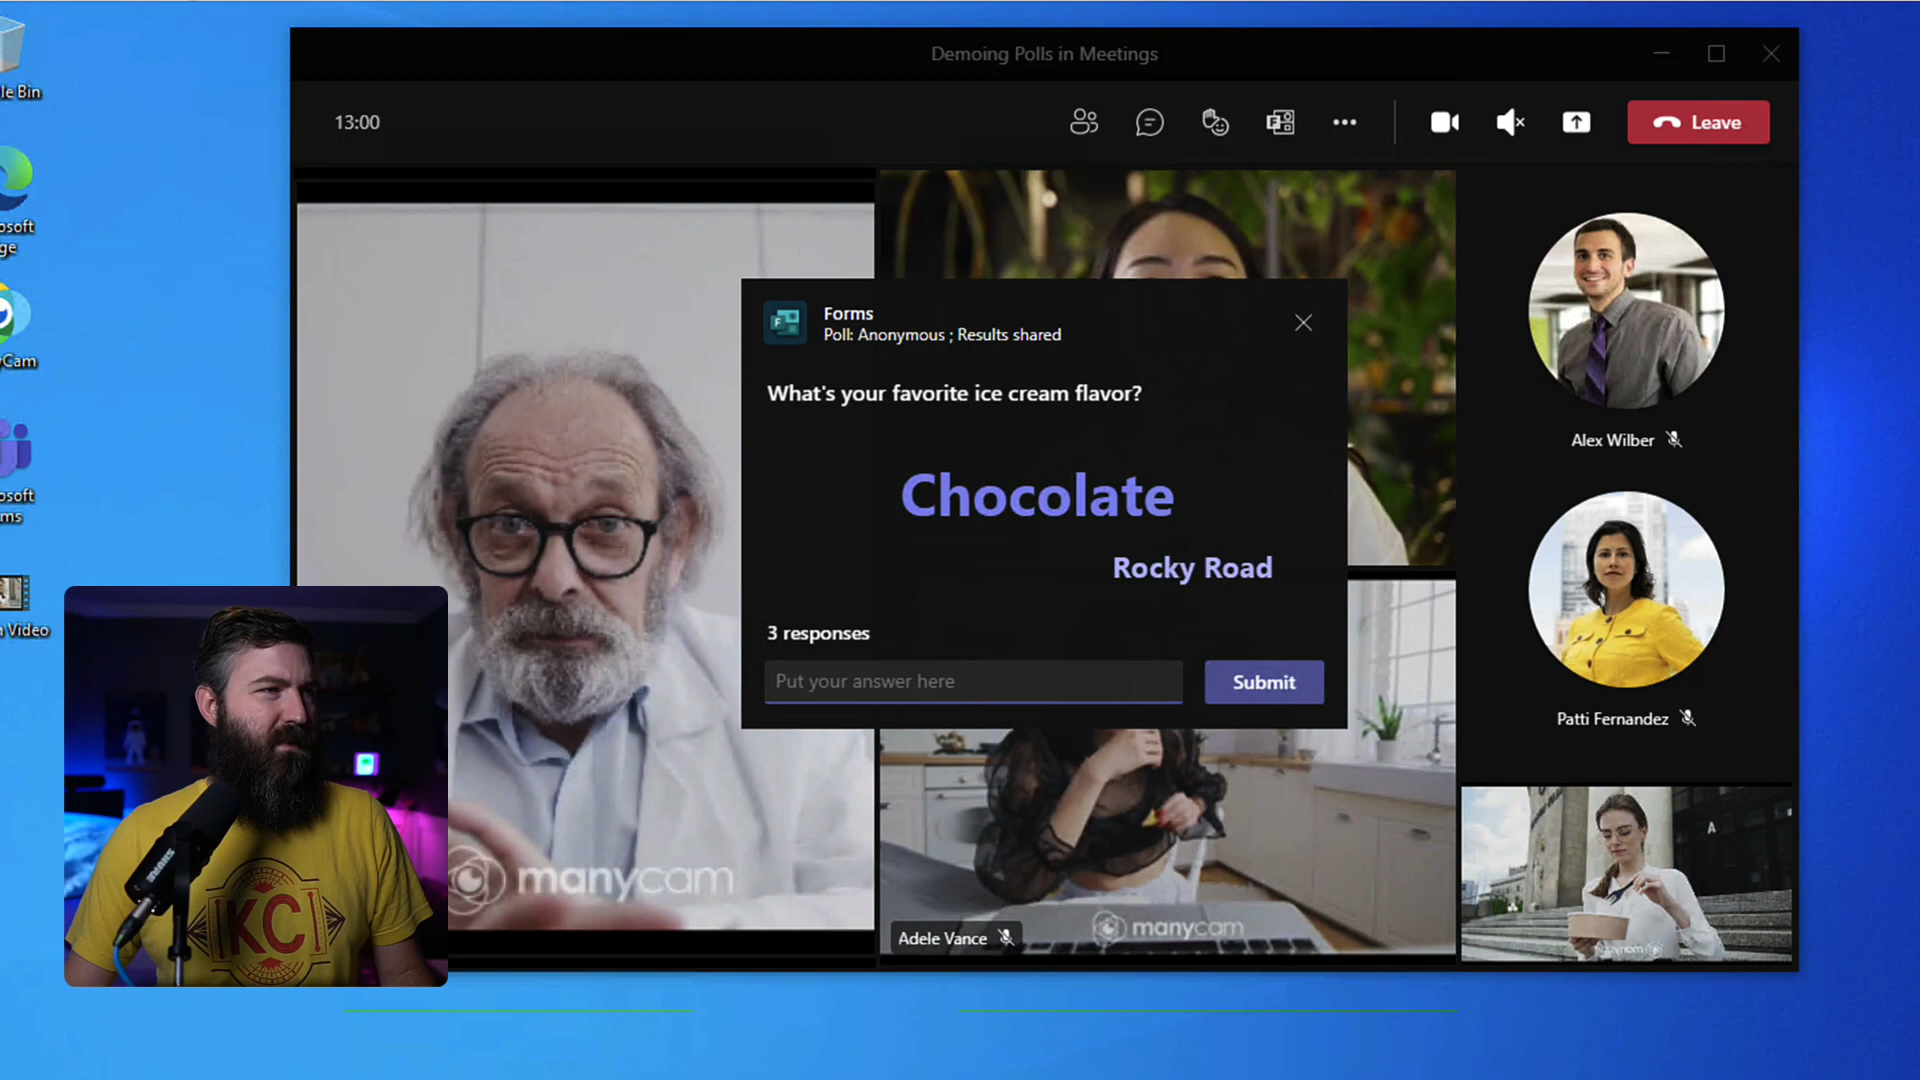 Demoing Polls in Meetings
13:00
Leave
le Bin
osoft
ge
Cam
osoft
ms
Video
Forms
Poll: Anonymous ; Results shared
What's your favorite ice cream flavor?
Chocolate
Rocky Road
3 responses
Put your answer here
Submit
Alex Wilber
Patti Fernandez
Adele Vance
manycam
manycam
KC
SHURE
A